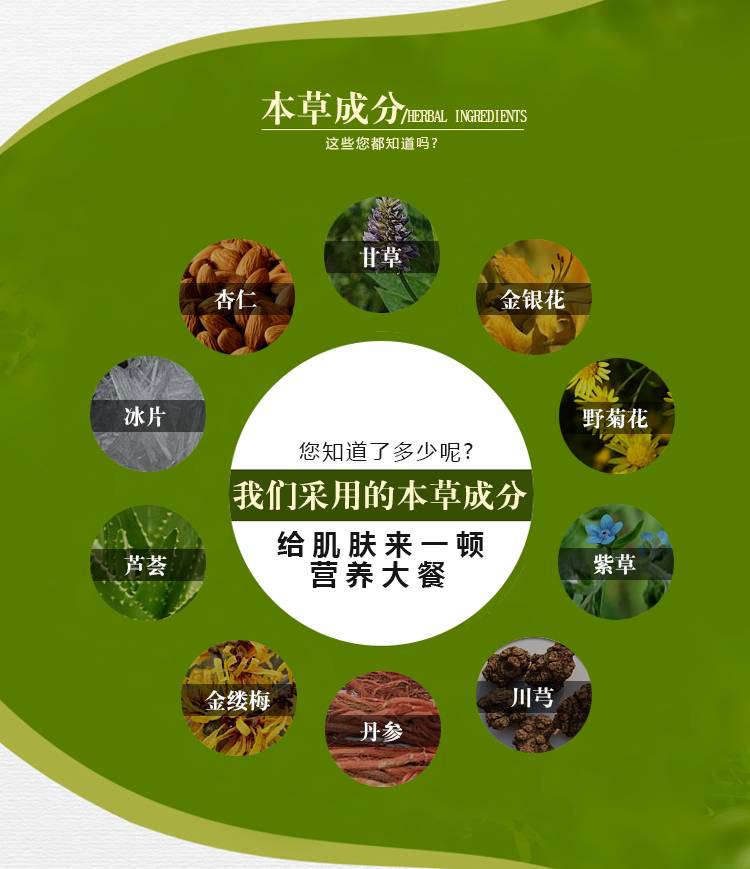 本草成分/HERBAL INGREDIENTS
这些您都知道吗?
甘草
杏仁
金银花
冰片
野菊花
您知道了多少呢?
我们采用的本草成分
给肌肤来一顿
营养大餐
芦荟
紫草
金缕梅
川芎
丹参